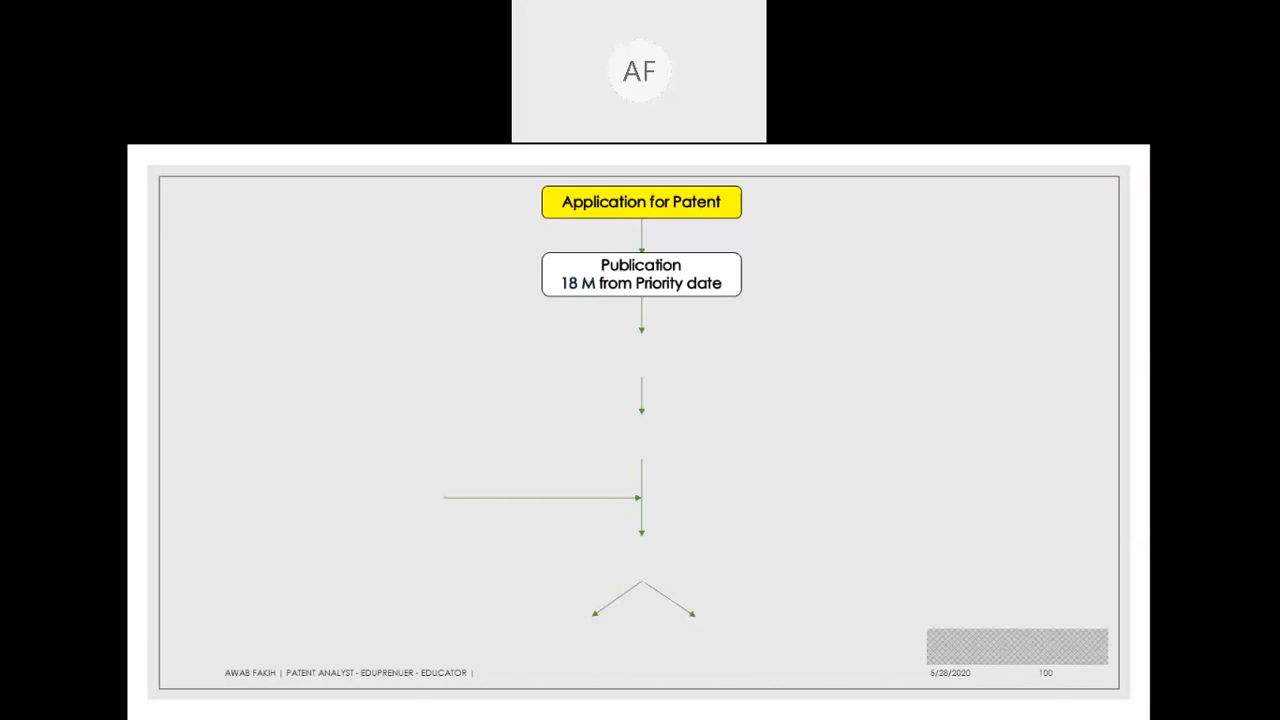 AF
Application for Patent
Publication
18 M from Priority date
AWAB FAKIH | PATENT ANALYST - EDUPRENUER - EDUCATOR |
5/28/2020
100